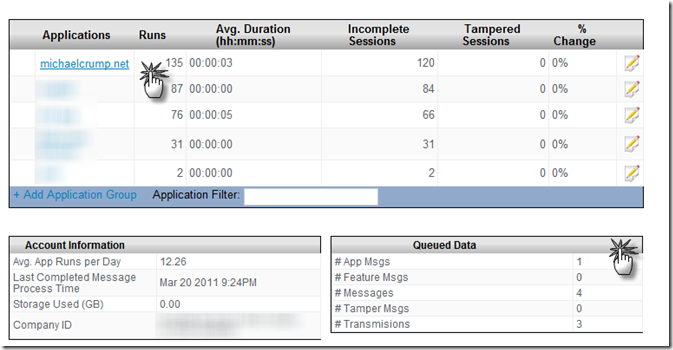 Applications Runs Avg. Duration (hh:mm:ss) Incomplete Sessions Tampered Sessions % Change
michaelcrump.net 135 00:00:03 120 0 0%
87 00:00:00 84 0 0%
76 00:00:05 66 0 0%
31 00:00:00 31 0 0%
2 00:00:00 2 0 0%
+ Add Application Group Application Filter:
Account Information
Avg. App Runs per Day 12.26
Last Completed Message Process Time Mar 20 2011 9:24PM
Storage Used (GB) 0.00
Company ID
Queued Data
# App Msgs 1
# Feature Msgs 0
# Messages 4
# Tamper Msgs 0
# Transmisions 3